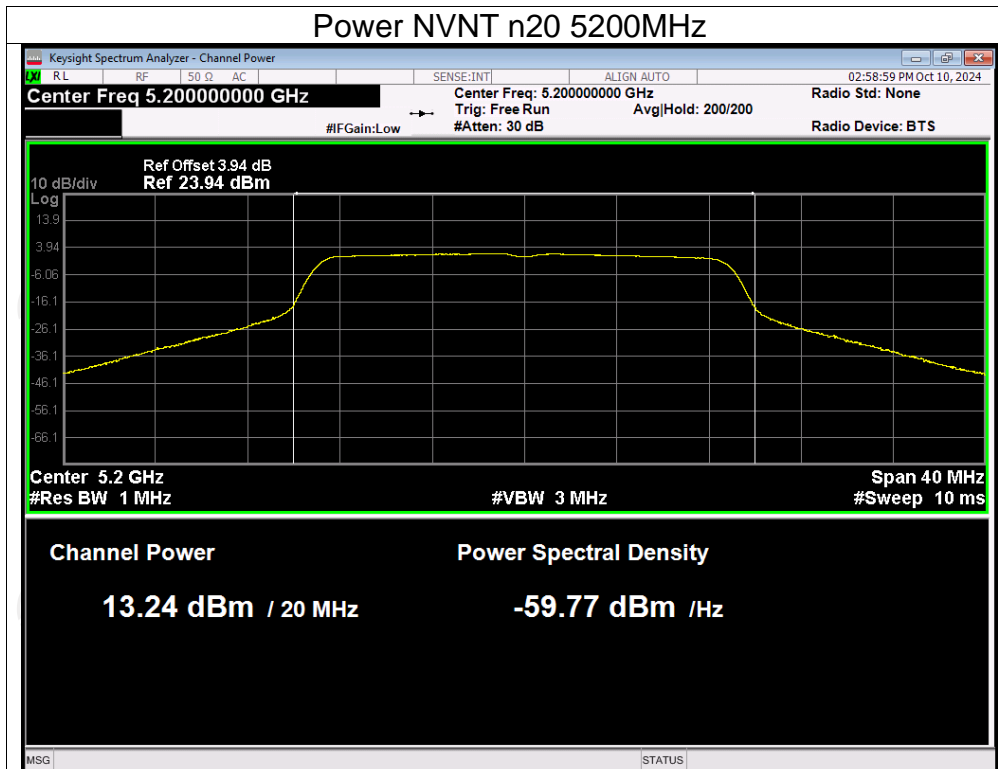 Power NVNT n20 5200MHz
Keysight Spectrum Analyzer - Channel Power
LXI RL RF 50 Ω AC SENSE:INT ALIGN AUTO 02:58:59 PM Oct 10, 2024
Center Freq 5.200000000 GHz Center Freq: 5.200000000 GHz Radio Std: None
Trig: Free Run Avg|Hold: 200/200
#IFGain:Low #Atten: 30 dB Radio Device: BTS
Ref Offset 3.94 dB
10 dB/div Ref 23.94 dBm
Log
13.9
3.94
-6.06
-16.1
-26.1
-36.1
-46.1
-56.1
-66.1
Center 5.2 GHz Span 40 MHz
#Res BW 1 MHz #VBW 3 MHz #Sweep 10 ms
Channel Power Power Spectral Density
13.24 dBm / 20 MHz -59.77 dBm /Hz
MSG STATUS